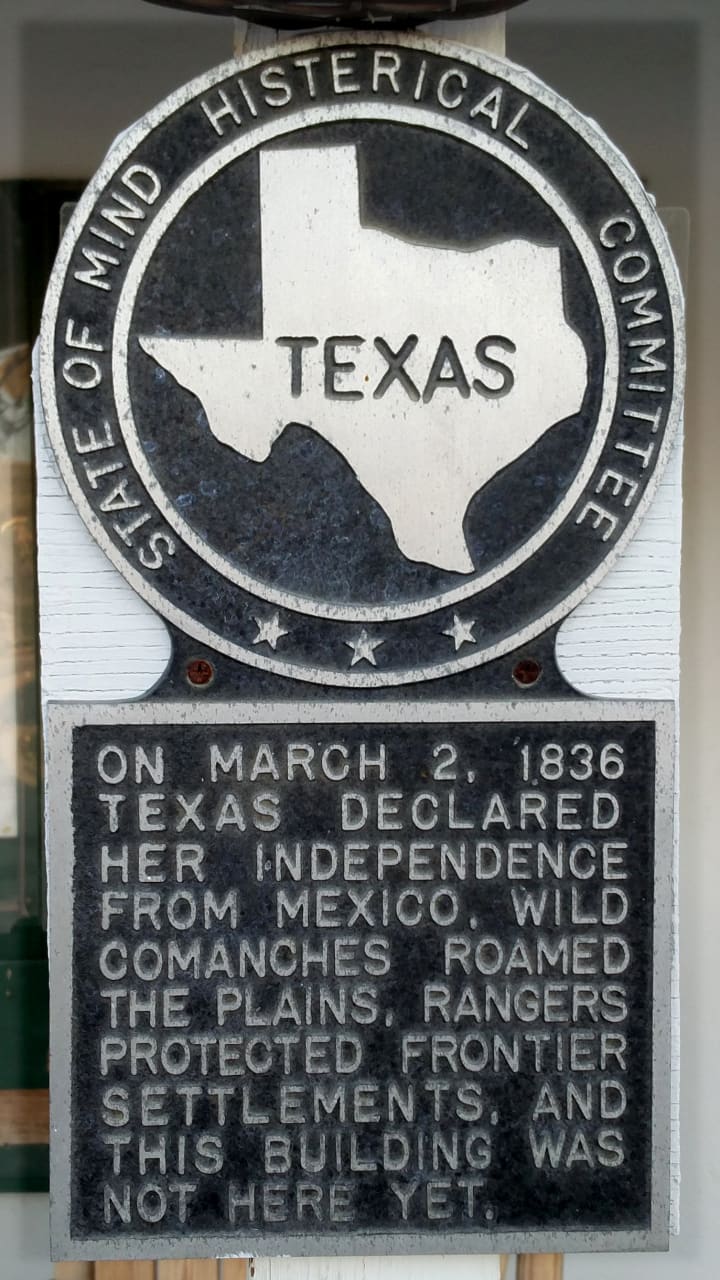 STATE OF MIND HISTERICAL COMMITTEE
TEXAS
ON MARCH 2, 1836
TEXAS DECLARED
HER INDEPENDENCE
FROM MEXICO, WILD
COMANCHES ROAMED
THE PLAINS, RANGERS
PROTECTED FRONTIER
SETTLEMENTS, AND
THIS BUILDING WAS
NOT HERE YET.